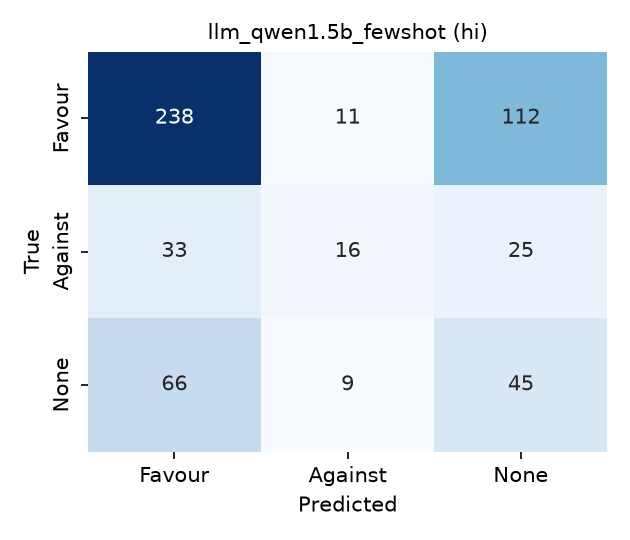 llm_qwen1.5b_fewshot (hi)
True
Favour
238 11 112
Against
33 16 25
None
66 9 45
Favour Against None
Predicted